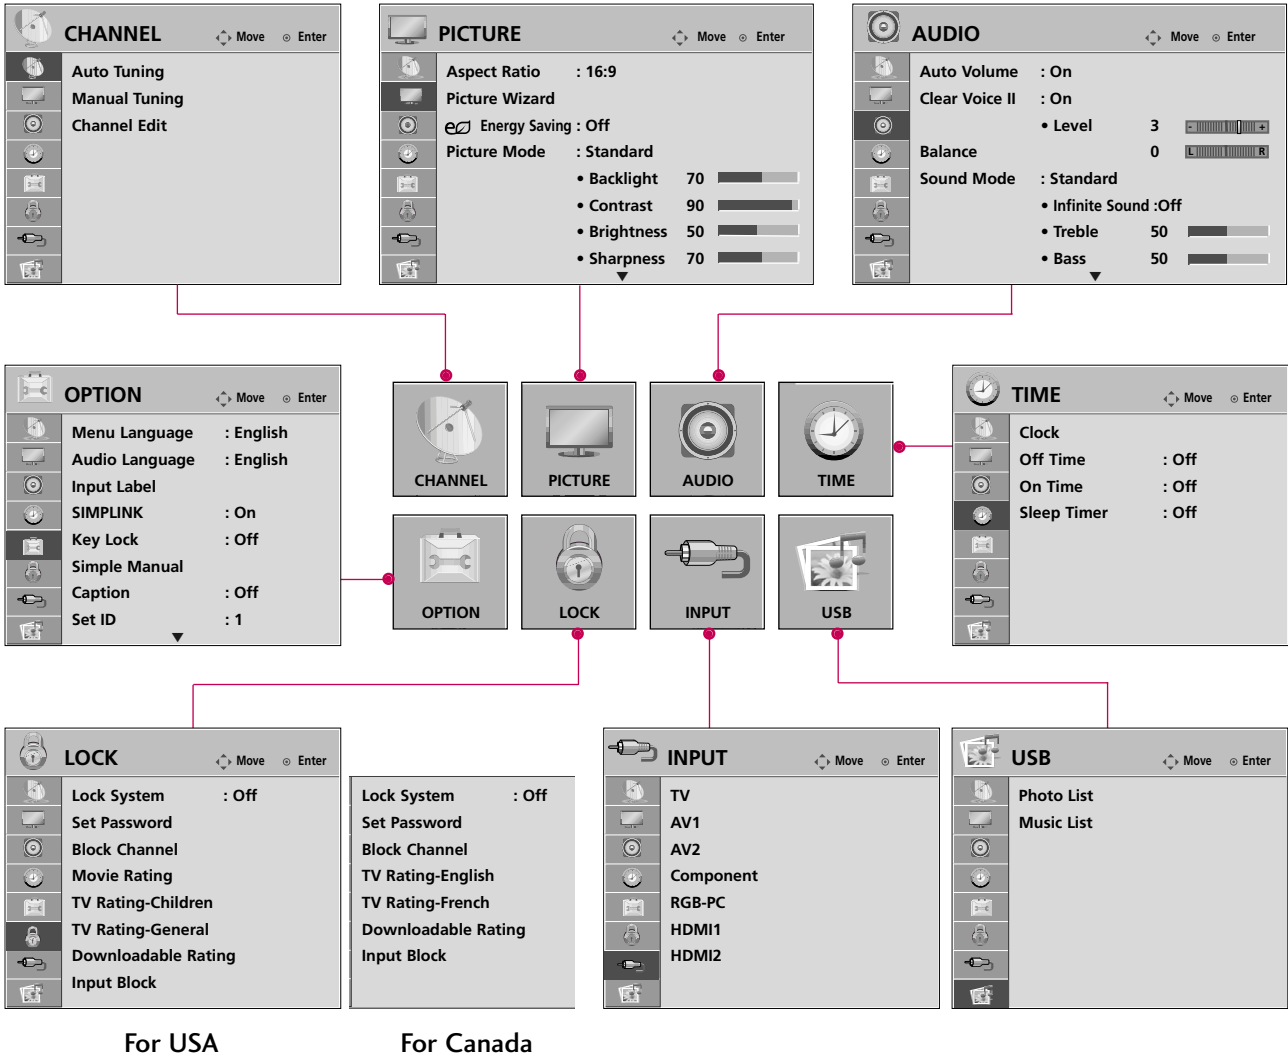 CHANNEL
Move Enter
Auto Tuning
Manual Tuning
Channel Edit
PICTURE
Move Enter
Aspect Ratio : 16:9
Picture Wizard
Energy Saving : Off
Picture Mode : Standard
• Backlight 70
• Contrast 90
• Brightness 50
• Sharpness 70
AUDIO
Move Enter
Auto Volume : On
Clear Voice II : On
• Level 3 - +
Balance 0 L R
Sound Mode : Standard
• Infinite Sound :Off
• Treble 50
• Bass 50
OPTION
Move Enter
Menu Language : English
Audio Language : English
Input Label
SIMPLINK : On
Key Lock : Off
Simple Manual
Caption : Off
Set ID : 1
CHANNEL
PICTURE
AUDIO
TIME
OPTION
LOCK
INPUT
USB
TIME
Move Enter
Clock
Off Time : Off
On Time : Off
Sleep Timer : Off
LOCK
Move Enter
Lock System : Off
Set Password
Block Channel
Movie Rating
TV Rating-Children
TV Rating-General
Downloadable Rating
Input Block
For USA
Lock System : Off
Set Password
Block Channel
TV Rating-English
TV Rating-French
Downloadable Rating
Input Block
For Canada
INPUT
Move Enter
TV
AV1
AV2
Component
RGB-PC
HDMI1
HDMI2
USB
Move Enter
Photo List
Music List